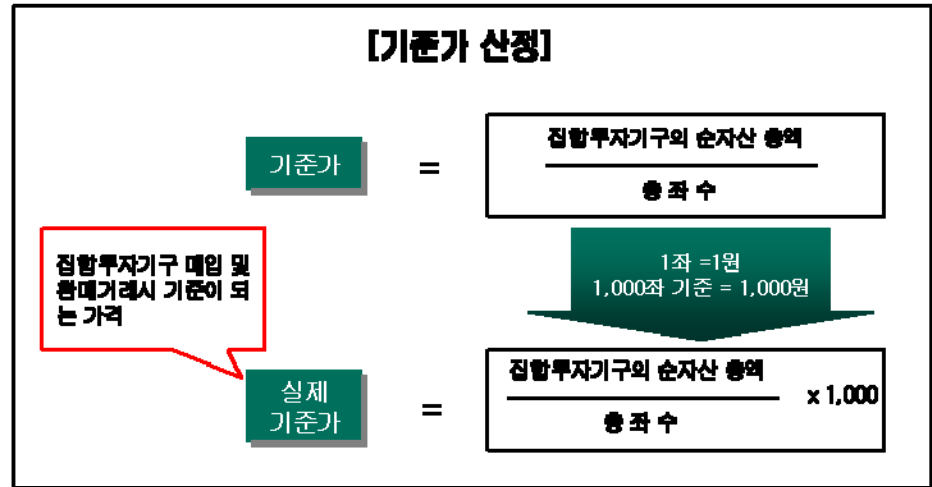 [기준가 산정]
기준가
=
집합투자기구의 순자산 총액
총 좌 수
집합투자기구 매입 및
환매거래시 기준이 되
는 가격
1좌 =1원
1,000좌 기준 = 1,000원
실제
기준가
=
집합투자기구의 순자산 총액
총 좌 수
x 1,000